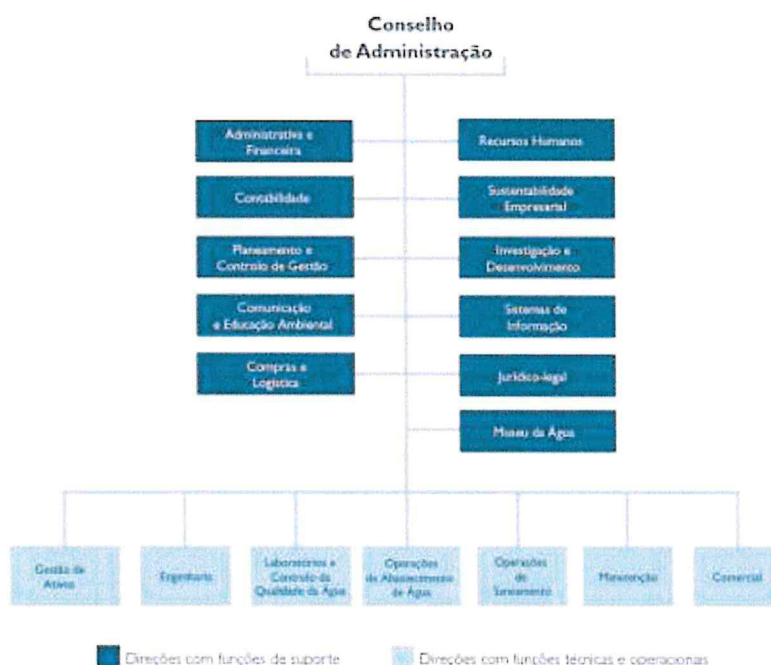 Conselho
de Administração
Administrativa e
Financeira
Recursos Humanos
Contabilidade
Sustentabilidade
Empresarial
Planeamento e
Controlo de Gestão
Investigação e
Desenvolvimento
Comunicação
e Educação Ambiental
Sistemas de
Informação
Compras e
Logística
Jurídico-legal
Museu da Água
Gestão de
Ativos
Engenharia
Laboratórios e
Controlo da
Qualidade da Água
Operações
de Abastecimento
de Água
Operações
de Saneamento
Manutenção
Comercial
Direções com funções de suporte
Direções com funções técnicas e operacionais